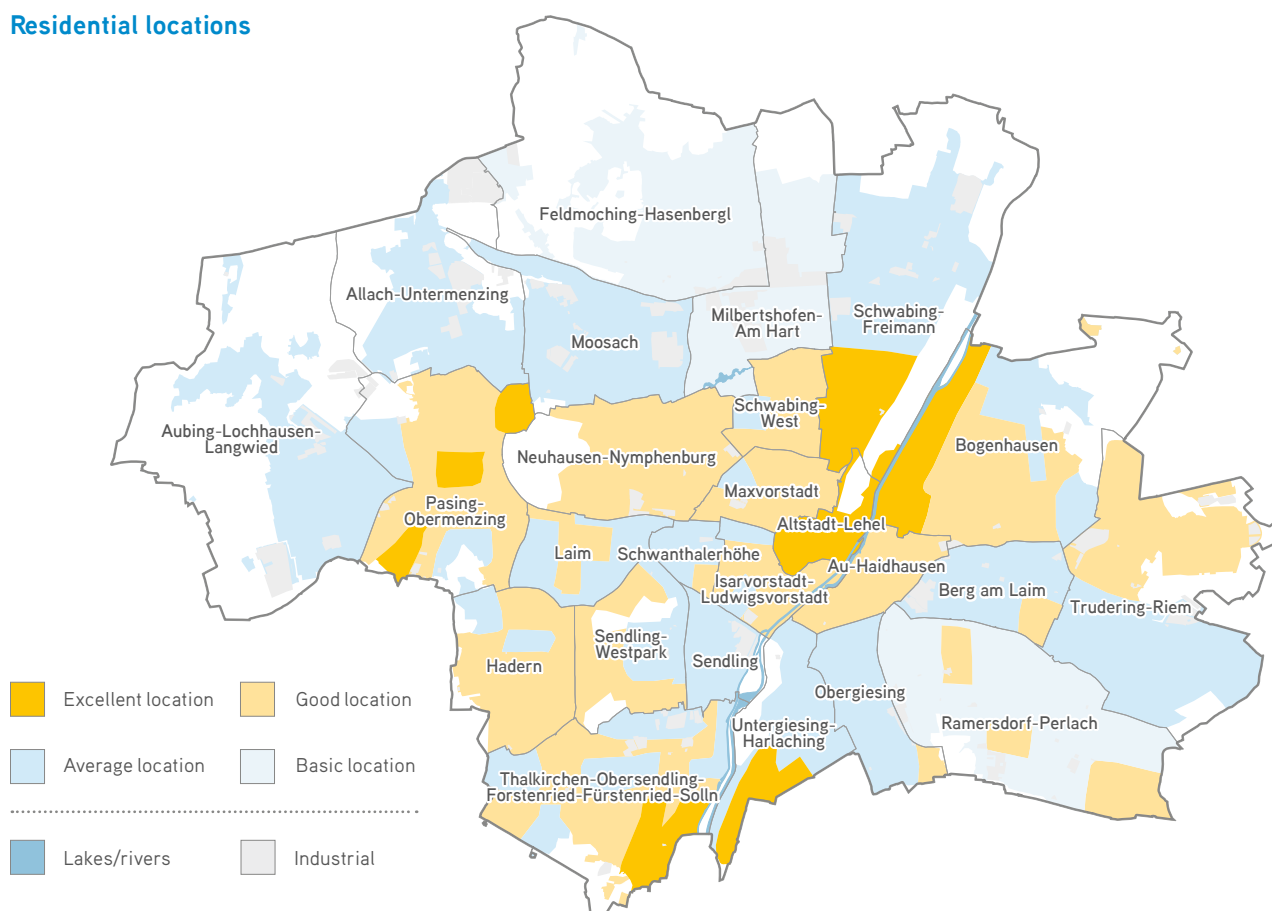 Residential locations
Feldmoching-Hasenbergl
Allach-Untermenzing
Moosach
Milbertshofen-
Am Hart
Schwabing-
Freimann
Aubing-Lochhausen-
Langwied
Schwabing-
West
Bogenhausen
Neuhausen-Nymphenburg
Maxvorstadt
Pasing-
Obermenzing
Altstadt-Lehel
Laim
Schwanthalerhöhe
Au-Haidhausen
Isarvorstadt-
Ludwigsvorstadt
Berg am Laim
Trudering-Riem
Sendling-
Westpark
Hadern
Sendling
Obergiesing
Untergiesing-
Harlaching
Ramersdorf-Perlach
Thalkirchen-Obersendling-
Forstenried-Fürstenried-Solln
Excellent location
Good location
Average location
Basic location
Lakes/rivers
Industrial